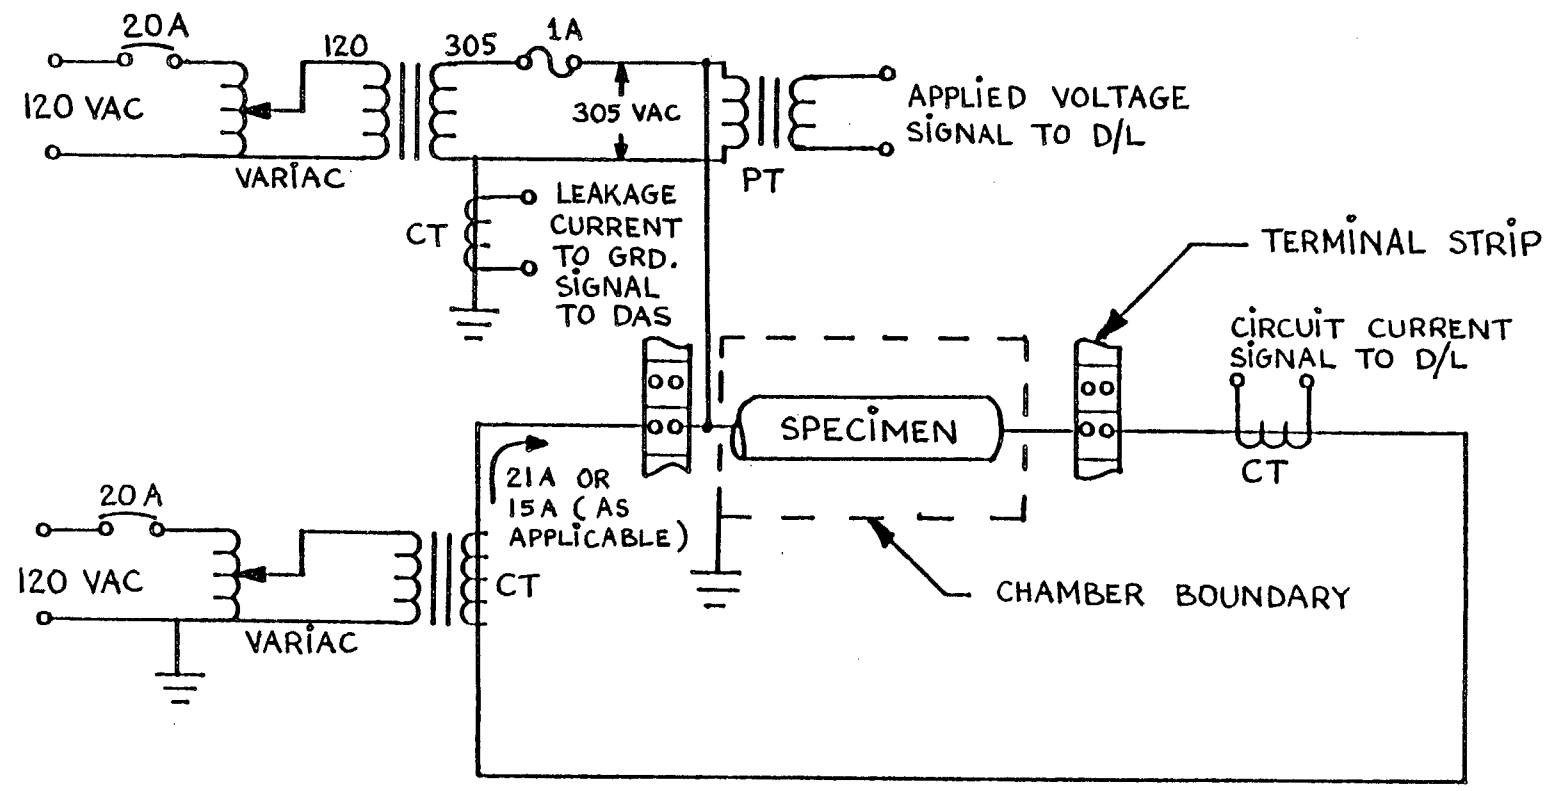 20A
120 VAC
120
305
1A
305 VAC
VARIAC
PT
APPLIED VOLTAGE
SIGNAL TO D/L
CT
LEAKAGE
CURRENT
TO GRD.
SIGNAL
TO DAS
TERMINAL STRIP
CIRCUIT CURRENT
SIGNAL TO D/L
CT
SPECIMEN
21A OR
15A (AS
APPLICABLE)
20A
120 VAC
VARIAC
CT
CHAMBER BOUNDARY